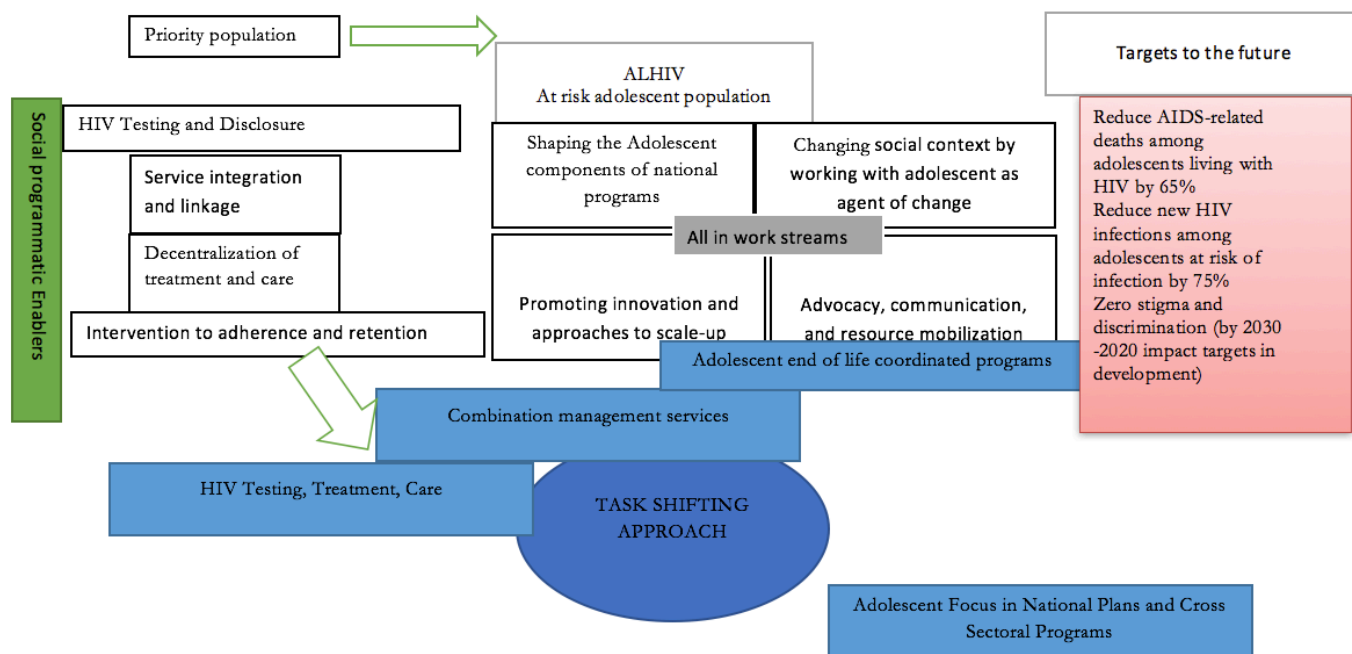 Priority population
ALHIV
At risk adolescent population
Targets to the future
Social programmatic Enablers
HIV Testing and Disclosure
Service integration
and linkage
Decentralization of
treatment and care
Intervention to adherence and retention
Shaping the Adolescent
components of national
programs
Changing social context by
working with adolescent as
agent of change
All in work streams
Promoting innovation and
approaches to scale-up
Advocacy, communication,
and resource mobilization
Reduce AIDS-related
deaths among
adolescents living with
HIV by 65%
Reduce new HIV
infections among
adolescents at risk of
infection by 75%
Zero stigma and
discrimination (by 2030
-2020 impact targets in
development)
Adolescent end of life coordinated programs
Combination management services
HIV Testing, Treatment, Care
TASK SHIFTING
APPROACH
Adolescent Focus in National Plans and Cross
Sectoral Programs